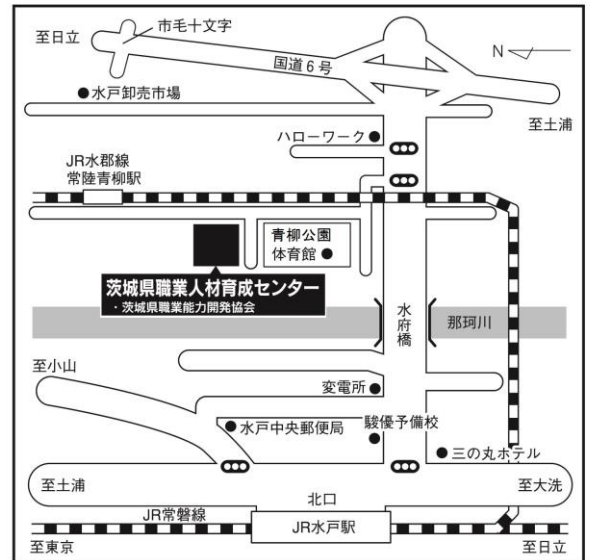 市毛十文字
至日立
国道6号
N
水戸卸売市場
至土浦
ハローワーク
JR水郡線
常陸青柳駅
青柳公園
体育館
茨城県職業人材育成センター
・茨城県職業能力開発協会
水府橋
那珂川
至小山
変電所
水戸中央郵便局
駿優予備校
三の丸ホテル
至土浦
至大洗
北口
JR常磐線
JR水戸駅
至東京
至日立